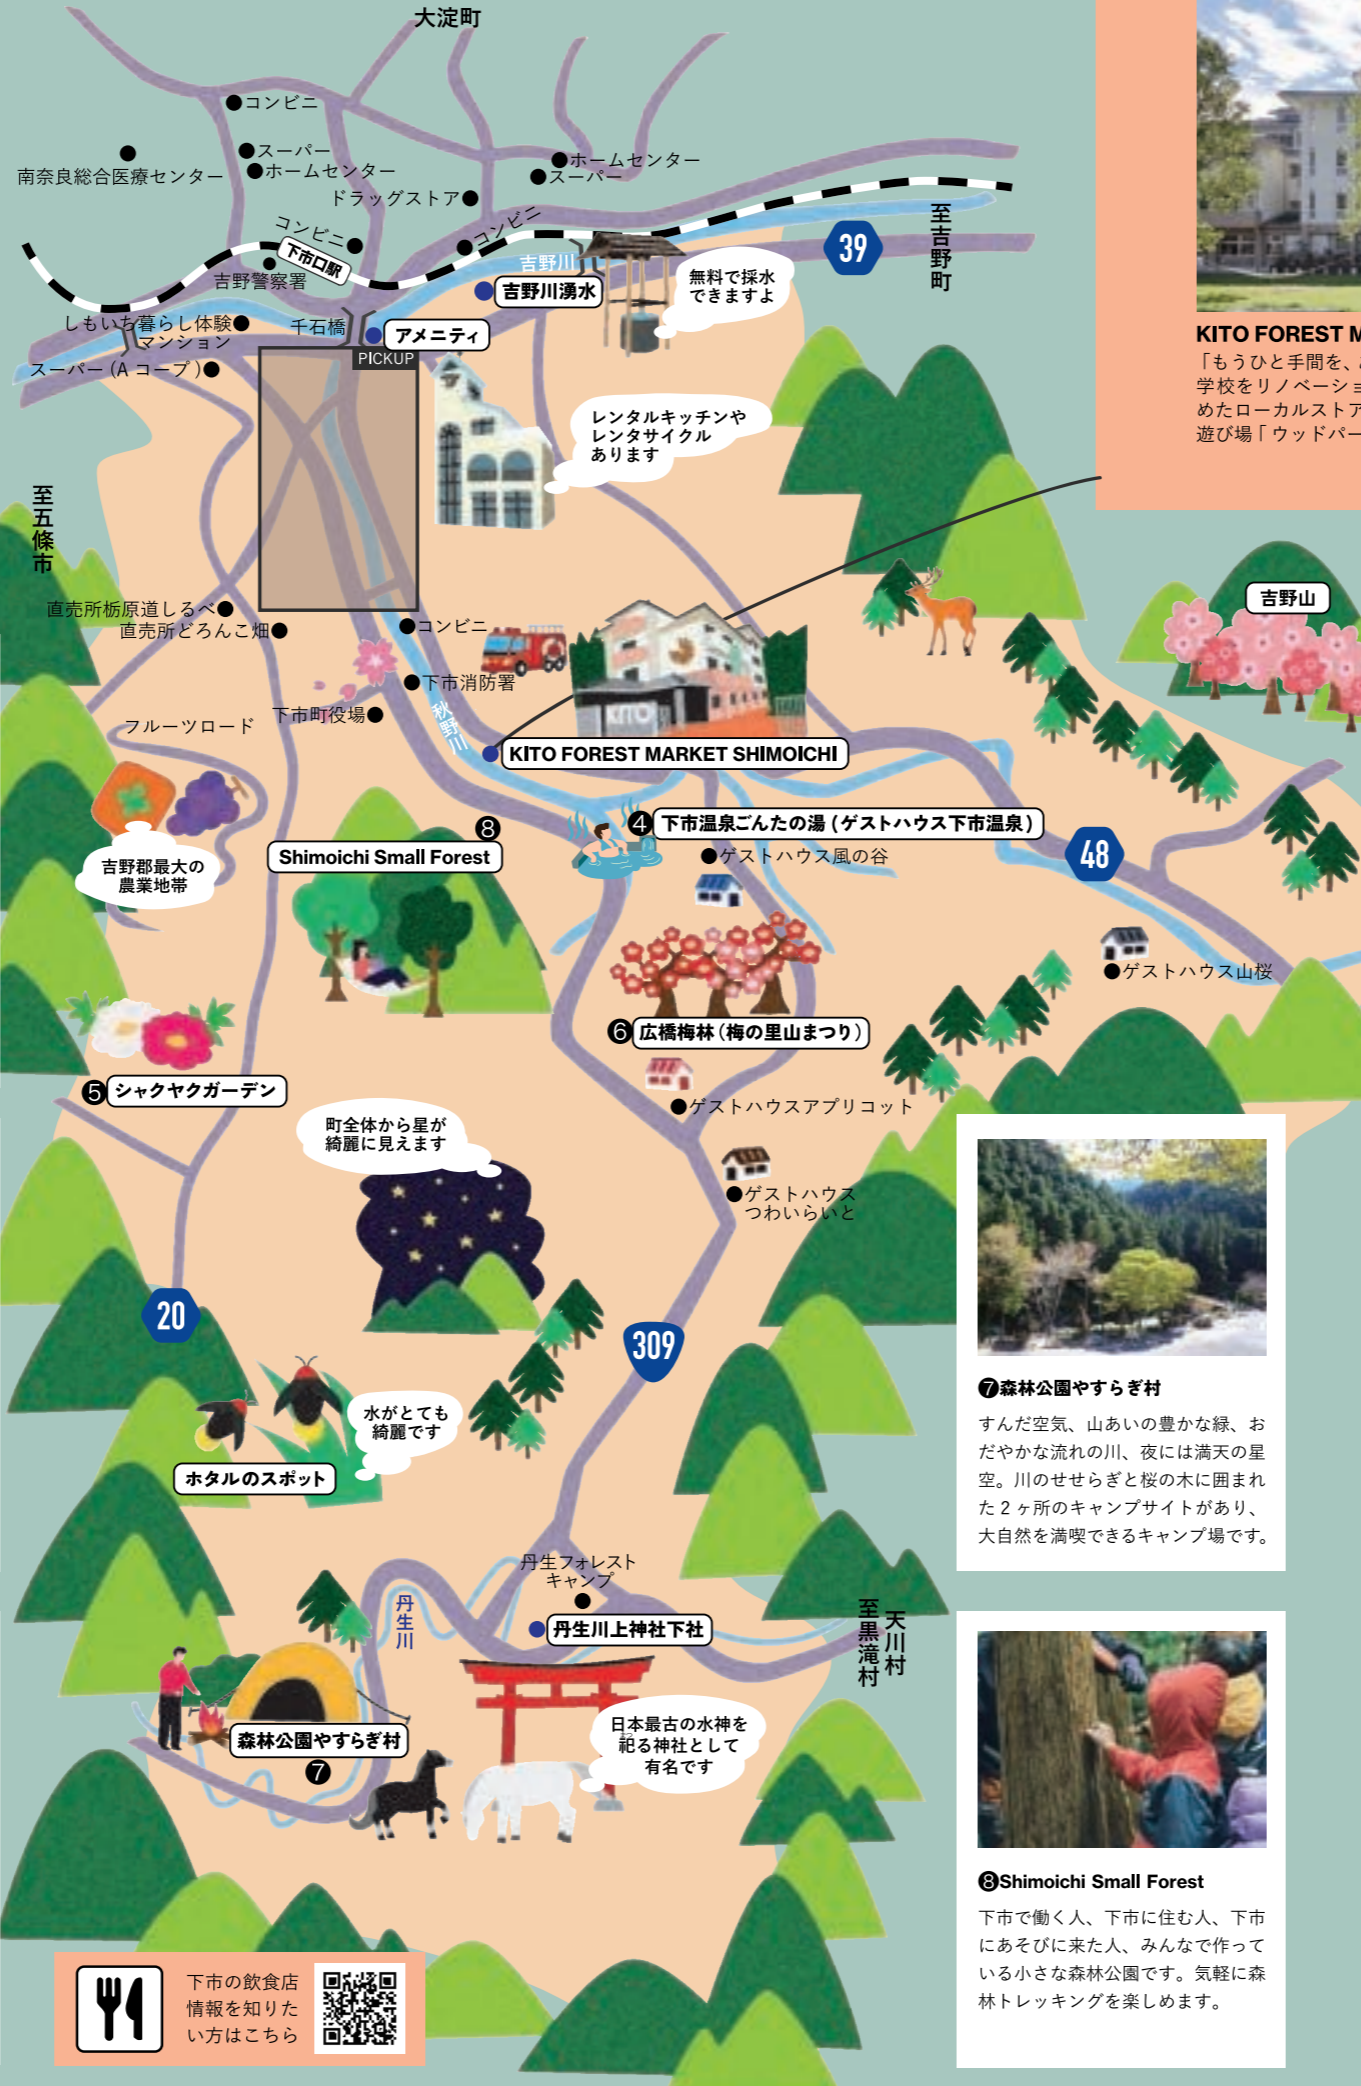 大淀町
●コンビニ
●スーパー
●ホームセンター
南奈良総合医療センター
ドラッグストア●
●ホームセンター
●スーパー
コンビニ●
●コンビニ
下市口駅
吉野警察署
吉野川
吉野川湧水
無料で採水
できますよ
39
至吉野町
KITO FOREST M
「もうひと手間を、
学校をリノベーショ
めたローカルストア
遊び場「ウッドパー
しもいち暮らし体験●
マンション
千石橋
アメニティ
PICKUP
スーパー(Aコープ)●
レンタルキッチンや
レンタサイクル
あります
至五條市
吉野山
直売所栃原道しるべ●
直売所どろんこ畑●
●コンビニ
●下市消防署
下市町役場●
秋野川
フルーツロード
KITO
KITO FOREST MARKET SHIMOICHI
吉野郡最大の
農業地帯
❽
Shimoichi Small Forest
❹下市温泉ごんたの湯(ゲストハウス下市温泉)
●ゲストハウス風の谷
48
●ゲストハウス山桜
❻広橋梅林(梅の里山まつり)
❺シャクヤクガーデン
●ゲストハウスアプリコット
町全体から星が
綺麗に見えます
●ゲストハウス
つわいらいと
20
309
水がとても
綺麗です
ホタルのスポット
❼森林公園やすらぎ村
すんだ空気、山あいの豊かな緑、お
だやかな流れの川、夜には満天の星
空。川のせせらぎと桜の木に囲まれ
た2ヶ所のキャンプサイトがあり、
大自然を満喫できるキャンプ場です。
丹生フォレスト
キャンプ
丹生川
丹生川上神社下社
天川村
至黒滝村
日本最古の水神を
祀る神社として
有名です
森林公園やすらぎ村
❼
❽Shimoichi Small Forest
下市で働く人、下市に住む人、下市
にあそびに来た人、みんなで作って
いる小さな森林公園です。気軽に森
林トレッキングを楽しめます。
下市の飲食店
情報を知りた
い方はこちら